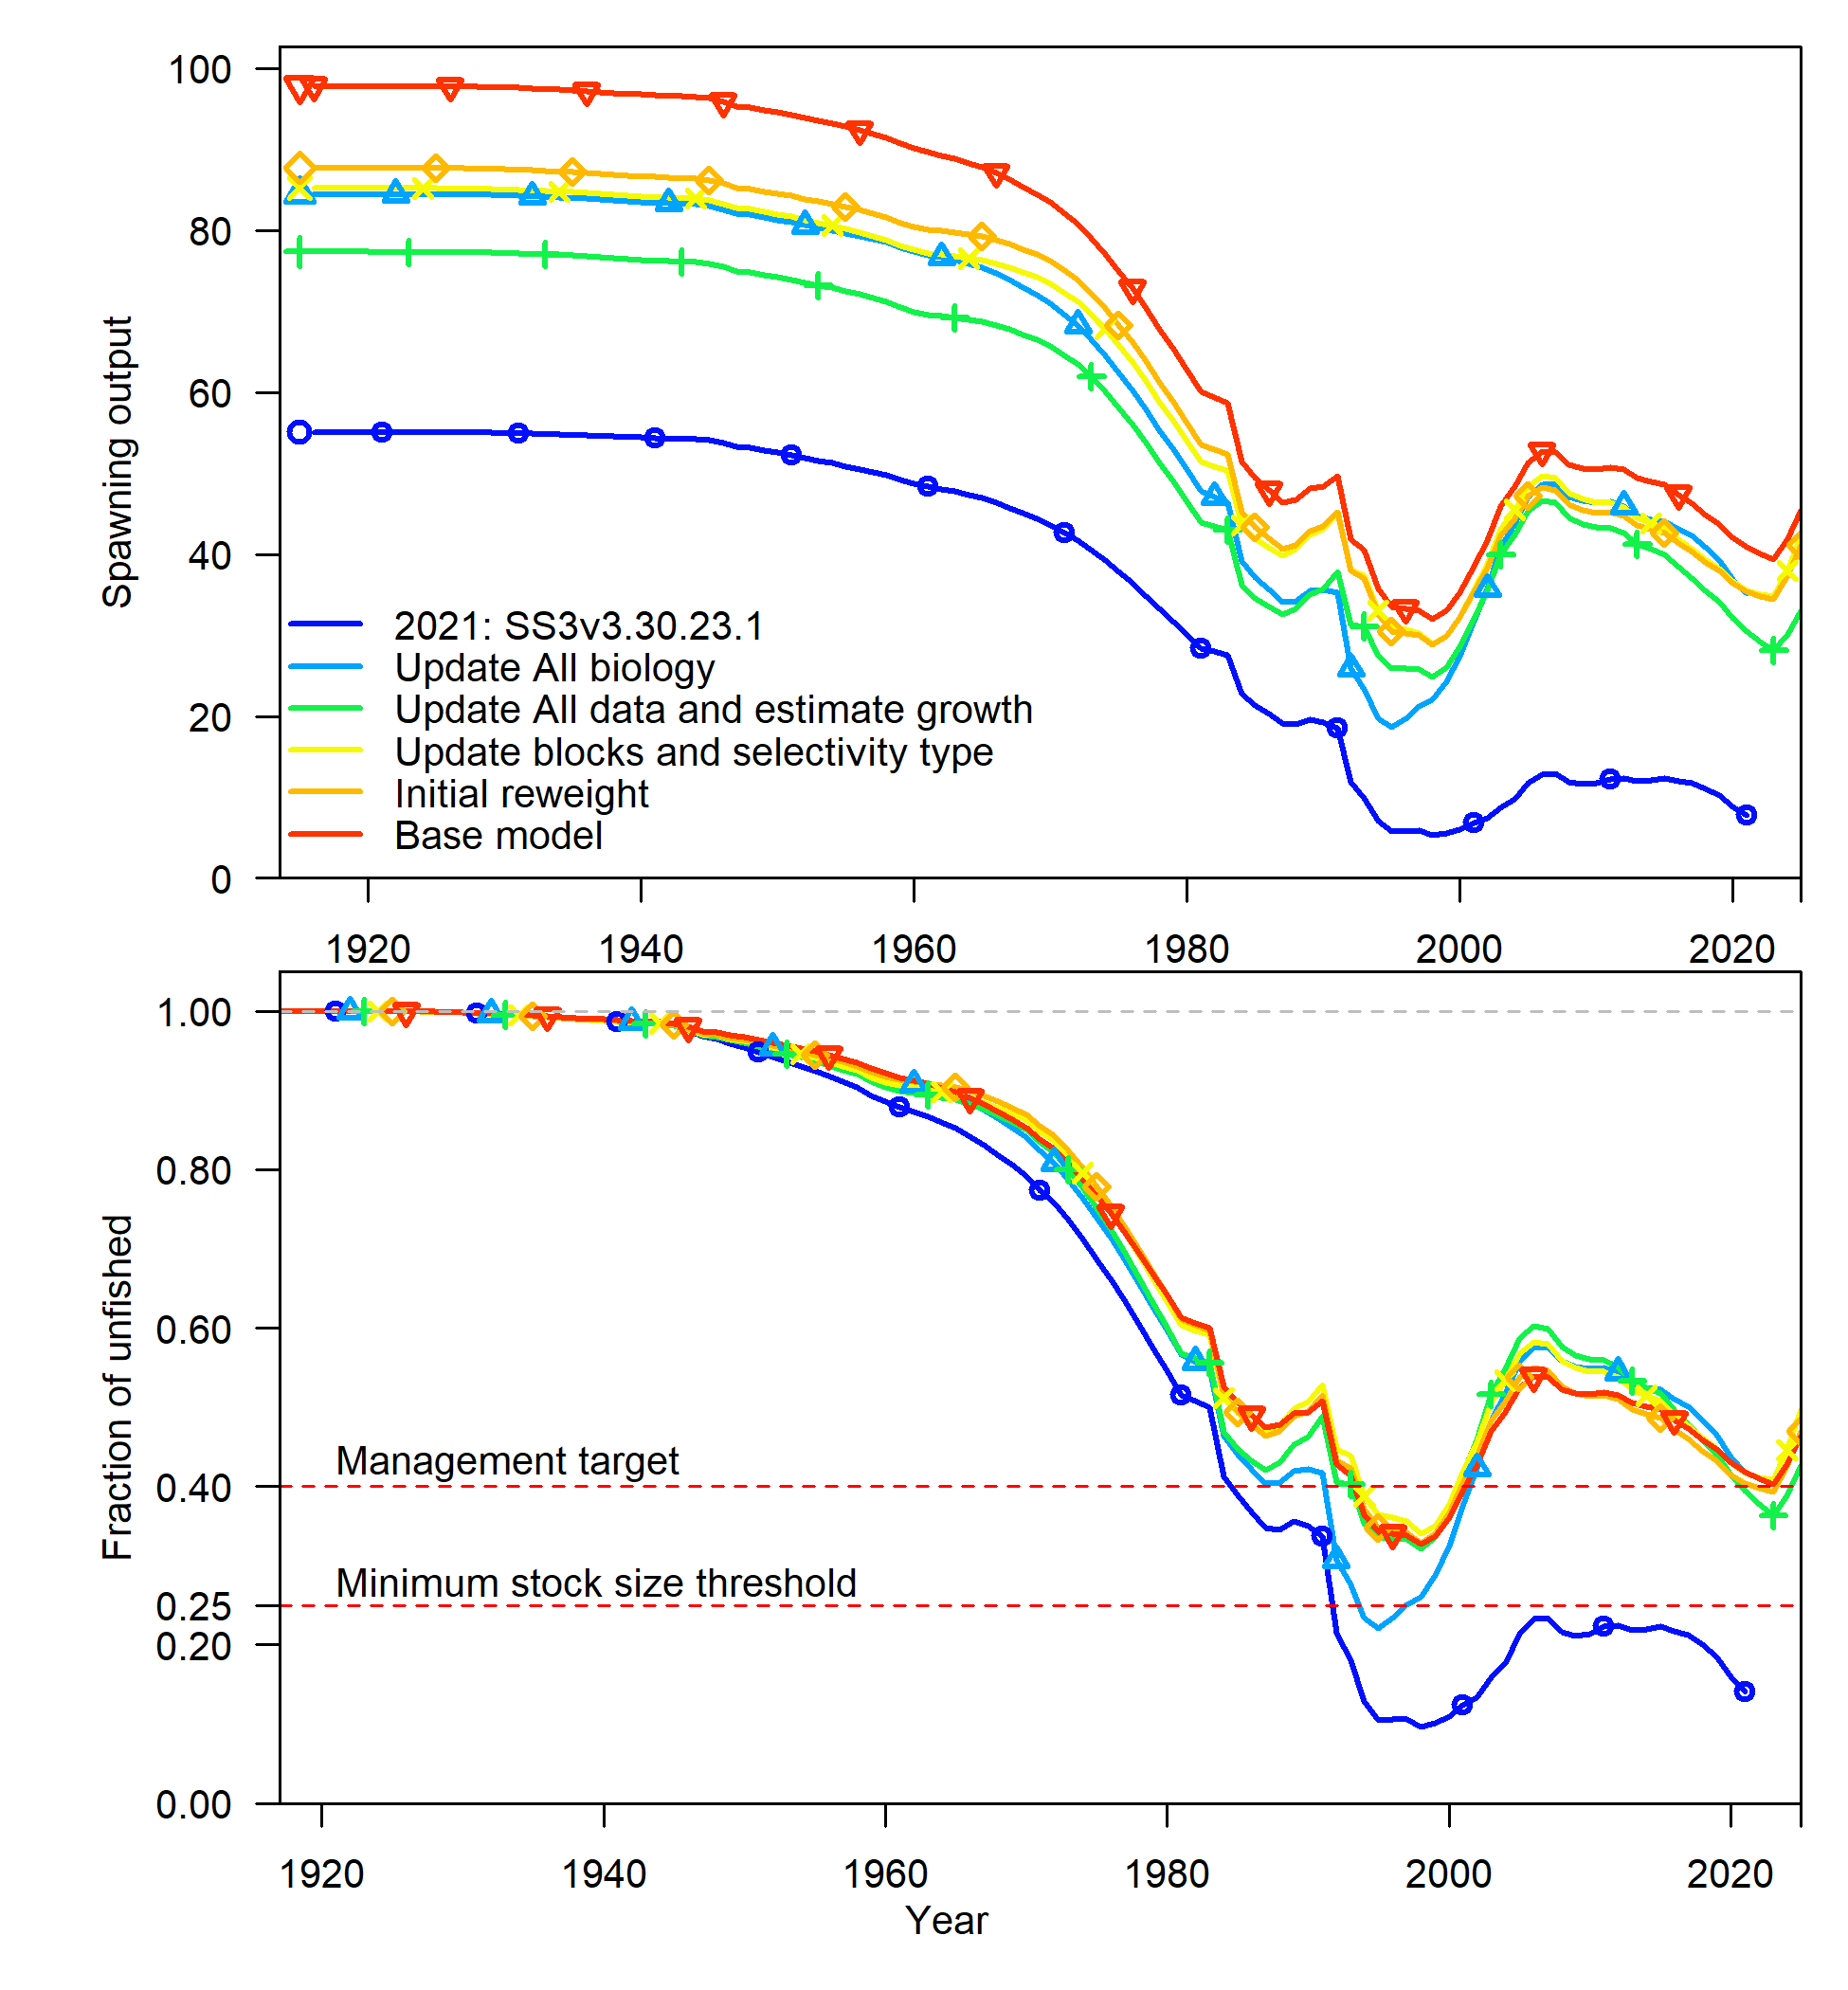 100
80
60
40
20
0
Spawning output
2021: SS3v3.30.23.1
Update All biology
Update All data and estimate growth
Update blocks and selectivity type
Initial reweight
Base model
1920 1940 1960 1980 2000 2020
1.00
0.80
0.60
0.40
0.25
0.20
0.00
Fraction of unfished
Management target
Minimum stock size threshold
1920 1940 1960 1980 2000 2020
Year